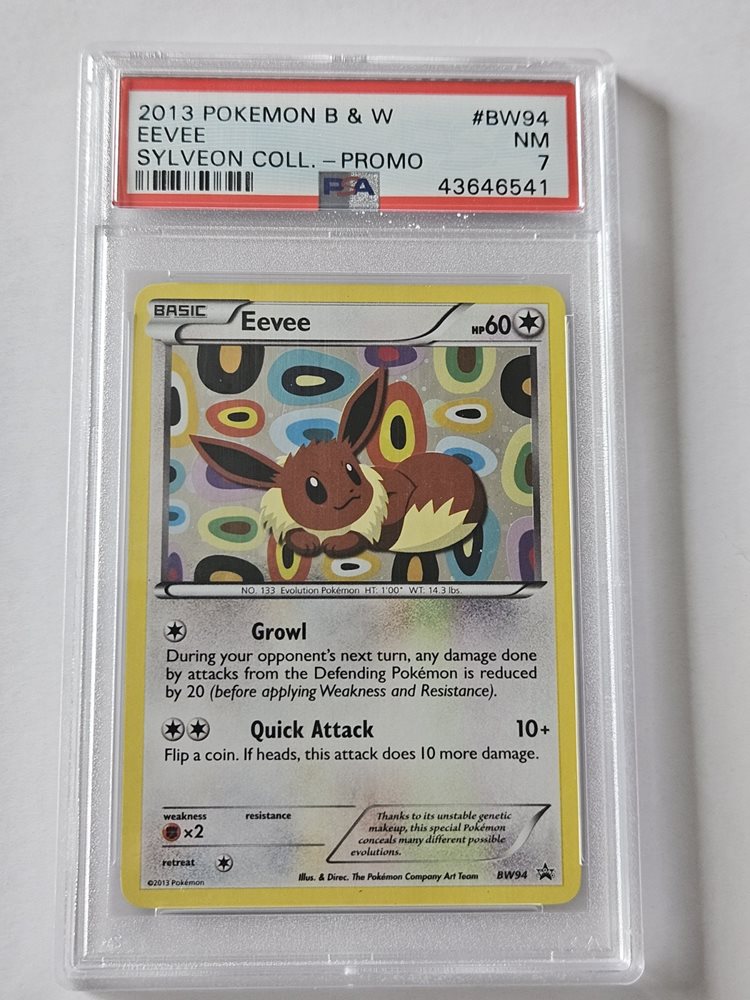 2013 POKEMON B & W #BW94
EEVEE NM
SYLVEON COLL. – PROMO 7
PSA 43646541
BASIC Eevee HP60
NO. 133 Evolution Pokémon HT: 1'00" WT: 14.3 lbs.
Growl
During your opponent's next turn, any damage done
by attacks from the Defending Pokémon is reduced
by 20 (before applying Weakness and Resistance).
Quick Attack 10+
Flip a coin. If heads, this attack does 10 more damage.
weakness resistance
×2
retreat
Thanks to its unstable genetic
makeup, this special Pokémon
conceals many different possible
evolutions.
©2013 Pokémon Illus. & Direc. The Pokémon Company Art Team BW94